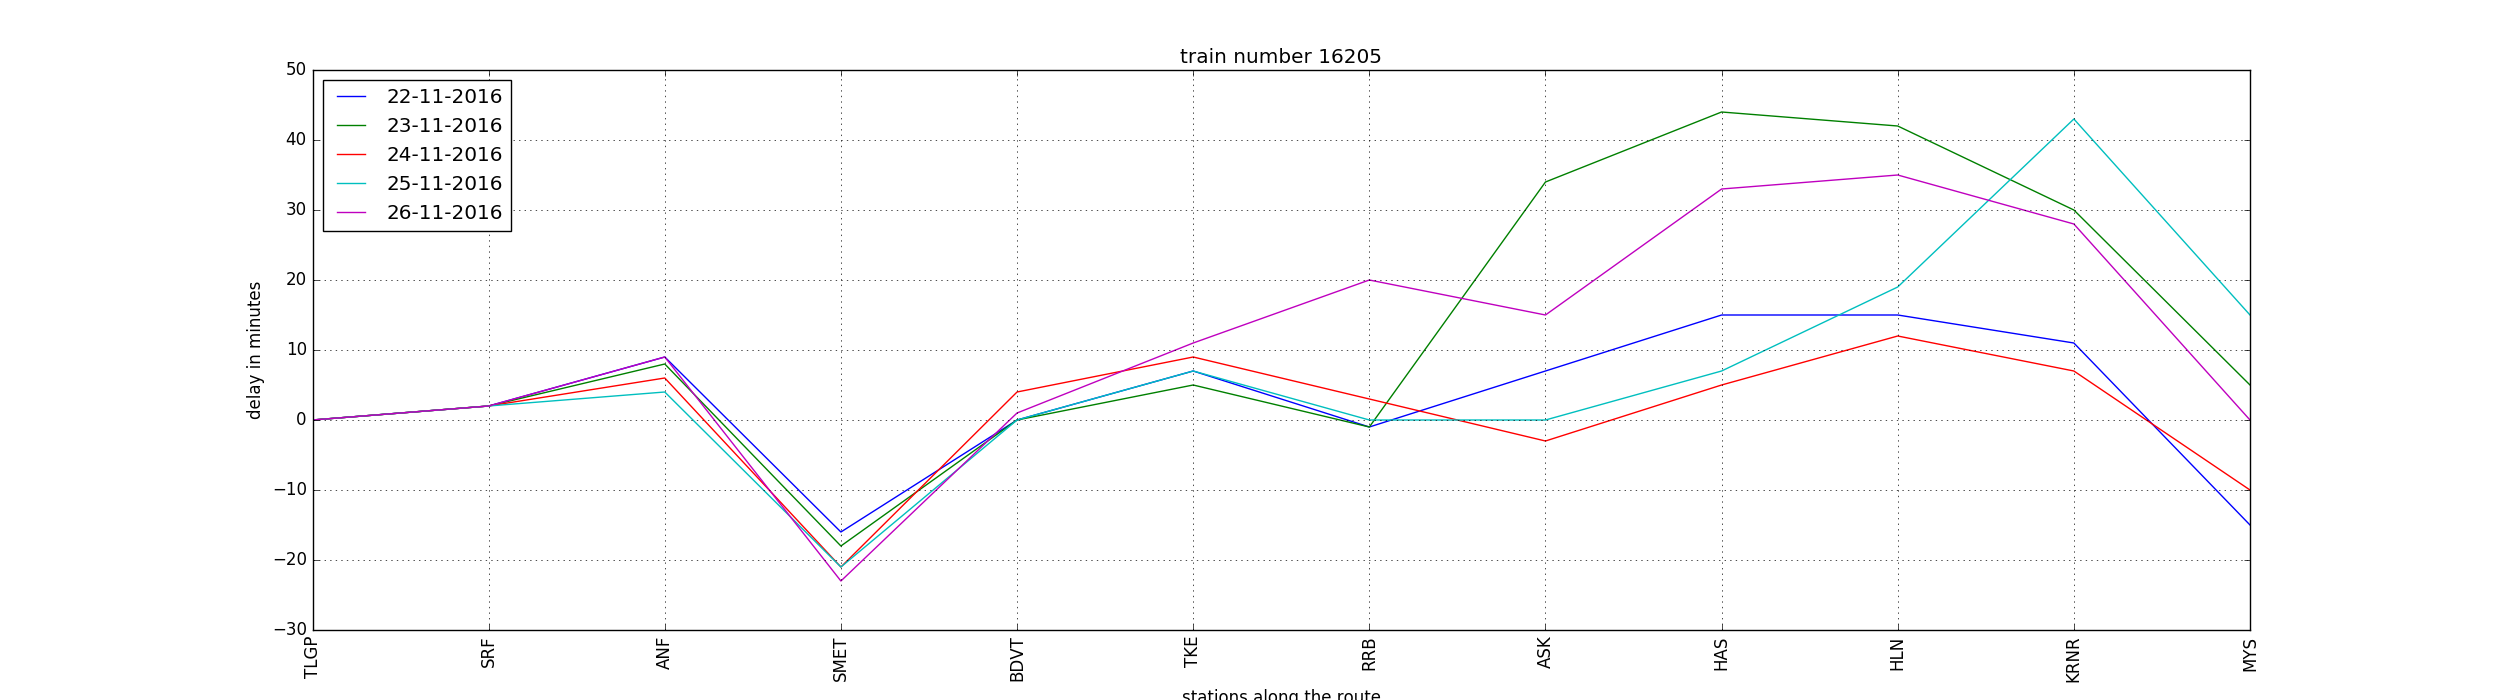 train number 16205
50
40
30
20
10
0
−10
−20
−30
delay in minutes
22-11-2016
23-11-2016
24-11-2016
25-11-2016
26-11-2016
TLGP
SRF
ANF
SMET
BDVT
TKE
RRB
ASK
HAS
HLN
KRNR
MYS
stations along the route